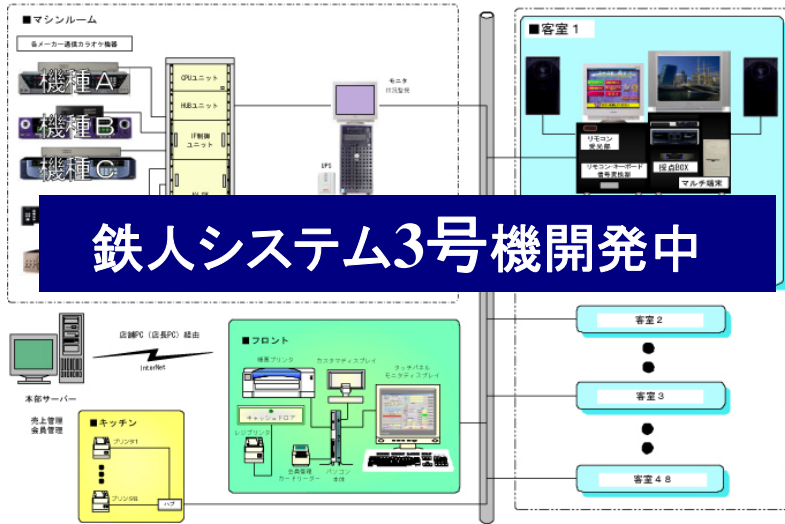 ■マシンルーム
各メーカー通信カラオケ機器
機種A
機種B
機種C
CPUユニット
HUBユニット
IF制御
ユニット
モニタ
状況監視
UPS
■客室1
リモコン
受光部
リモコン・キーボード
信号変換部
採点BOX
マルチ端末
鉄人システム3号機開発中
店舗PC（店長PC）経由
InterNet
本部サーバー
売上管理
会員管理
■フロント
帳票プリンタ
カスタマディスプレイ
タッチパネル
モニタディスプレイ
キャッシュドロア
レジプリンタ
会員管理
カードリーダー
パソコン
本体
■キッチン
プリンタ1
プリンタ8
ハブ
客室2
客室3
客室48